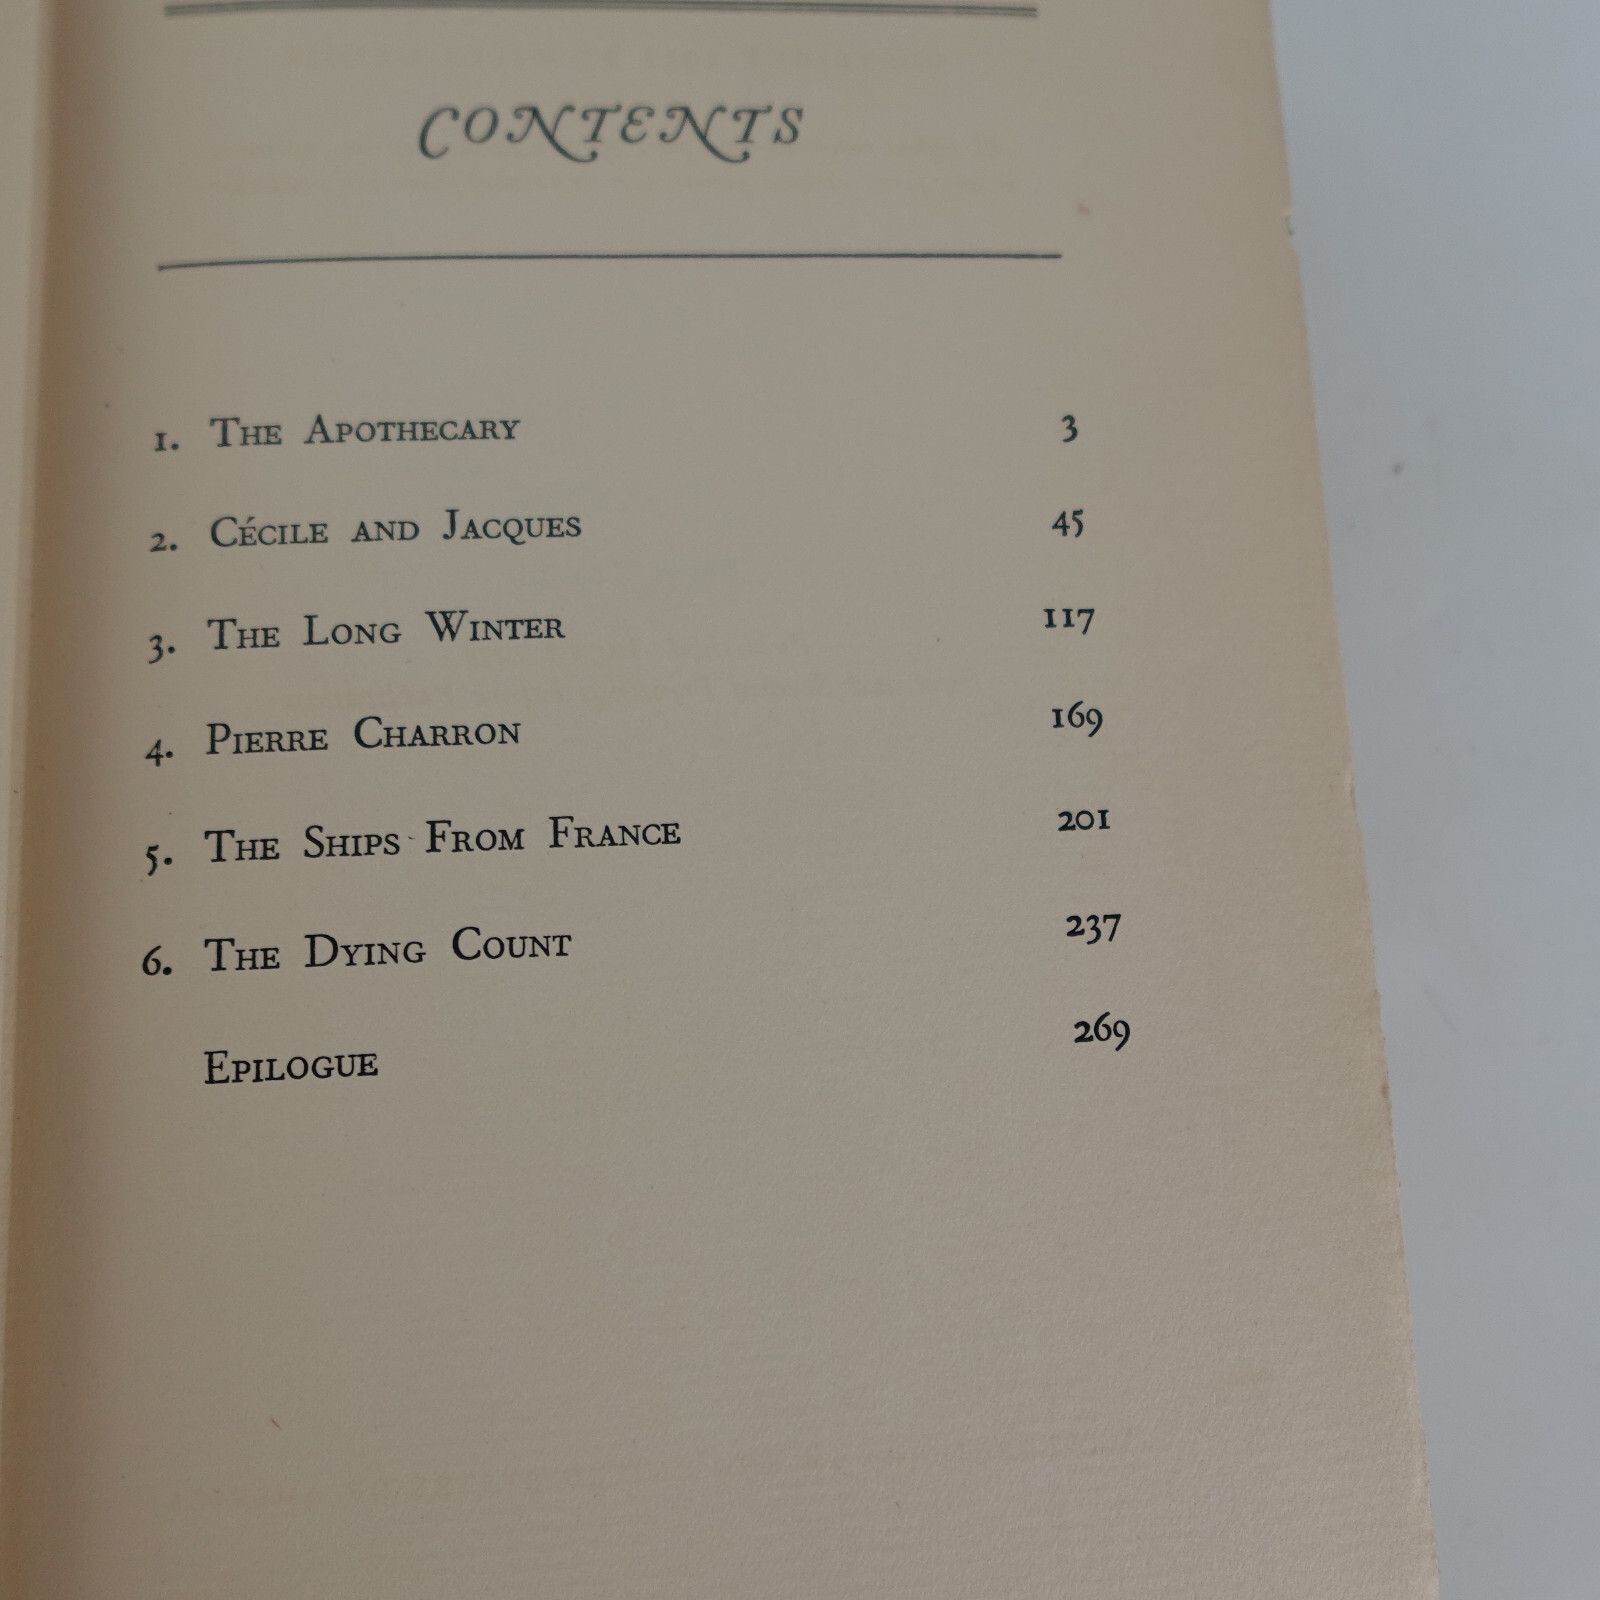 CONTENTS
1. The Apothecary 3
2. Cécile and Jacques 45
3. The Long Winter 117
4. Pierre Charron 169
5. The Ships From France 201
6. The Dying Count 237
Epilogue 269